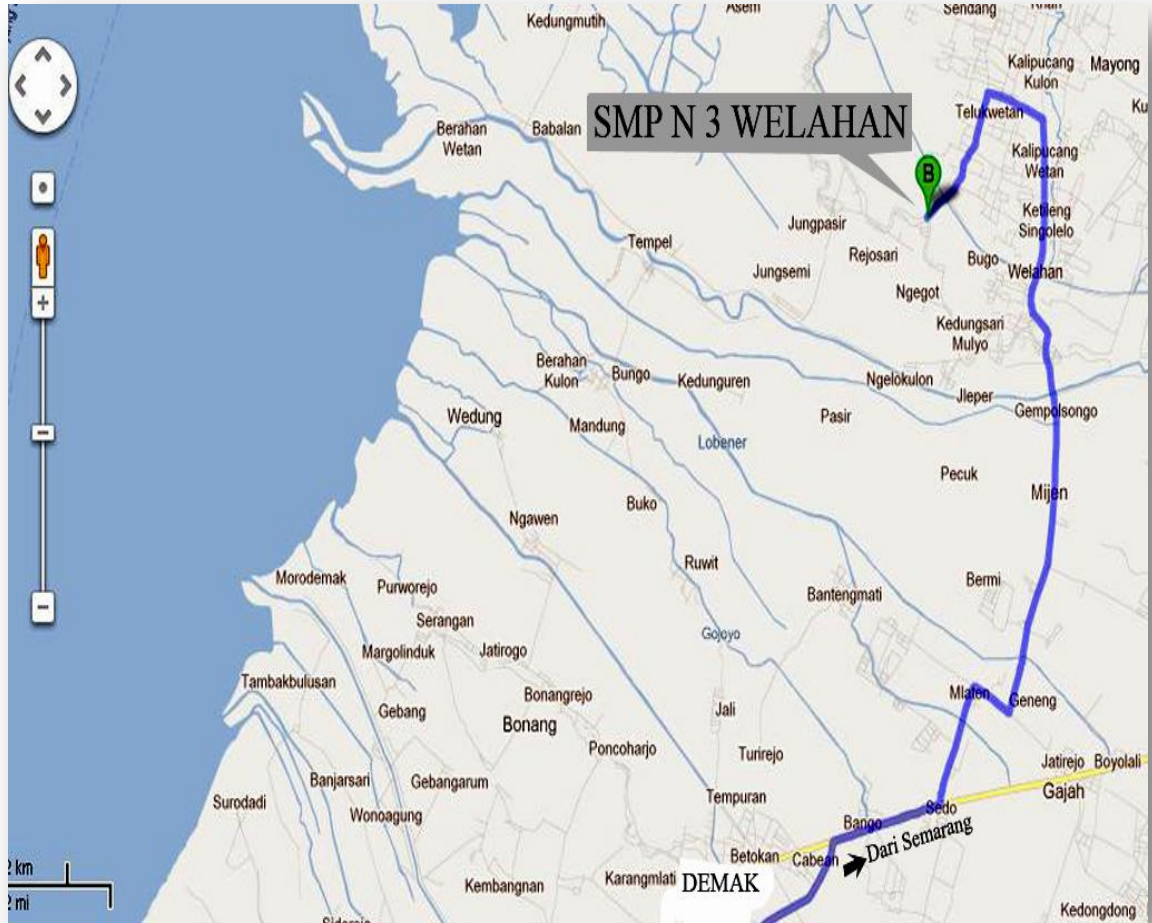 Kedungmutih
Asem
Sendang
Kalipucang
Kulon
Mayong
Telukwetan
SMP N 3 WELAHAN
Berahan
Wetan
Babalan
Kalipucang
Wetan
B
Ketileng
Singolelo
Jungpasir
Tempel
Rejosari
Bugo
Jungsemi
Welahan
Ngegot
Kedungsari
Mulyo
Berahan
Kulon
Bungo
Kedunguren
Ngelokulon
Jleper
Gempolsongo
Wedung
Mandung
Pasir
Lobener
Pecuk
Mijen
Buko
Ngawen
Ruwit
Morodemak
Purworejo
Bantengmati
Bermi
Serangan
Gojoyo
Margolinduk
Jatirogo
Tambakbulusan
Bonangrejo
Mlaten
Geneng
Gebang
Jali
Bonang
Poncoharjo
Turirejo
Jatirejo
Boyolali
Banjarsari
Gebangarum
Gajah
Surodadi
Tempuran
Sedo
Wonoagung
Bango
Dari Semarang
Betokan
Cabean
2 km
2 mi
Kembangnan
Karangmlati
DEMAK
Kedongdong